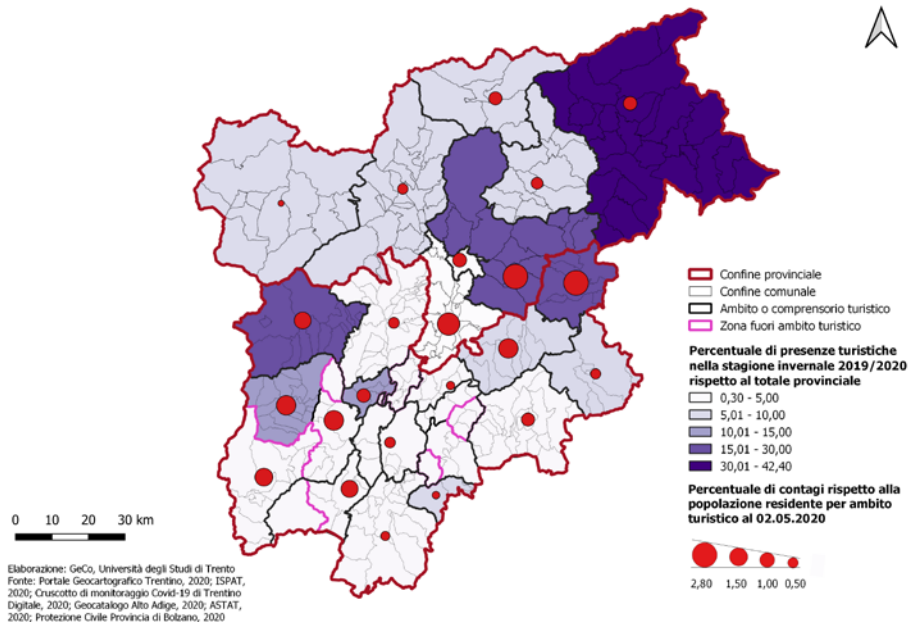 Confine provinciale
Confine comunale
Ambito o comprensorio turistico
Zona fuori ambito turistico
Percentuale di presenze turistiche
nella stagione invernale 2019/2020
rispetto al totale provinciale
0,30 - 5,00
5,01 - 10,00
10,01 - 15,00
15,01 - 30,00
30,01 - 42,40
Percentuale di contagi rispetto alla
popolazione residente per ambito
turistico al 02.05.2020
2,80 1,50 1,00 0,50
0 10 20 30 km
Elaborazione: GeCo, Università degli Studi di Trento
Fonte: Portale Geocartografico Trentino, 2020; ISPAT,
2020; Cruscotto di monitoraggio Covid-19 di Trentino
Digitale, 2020; Geocatalogo Alto Adige, 2020; ASTAT,
2020; Protezione Civile Provincia di Bolzano, 2020